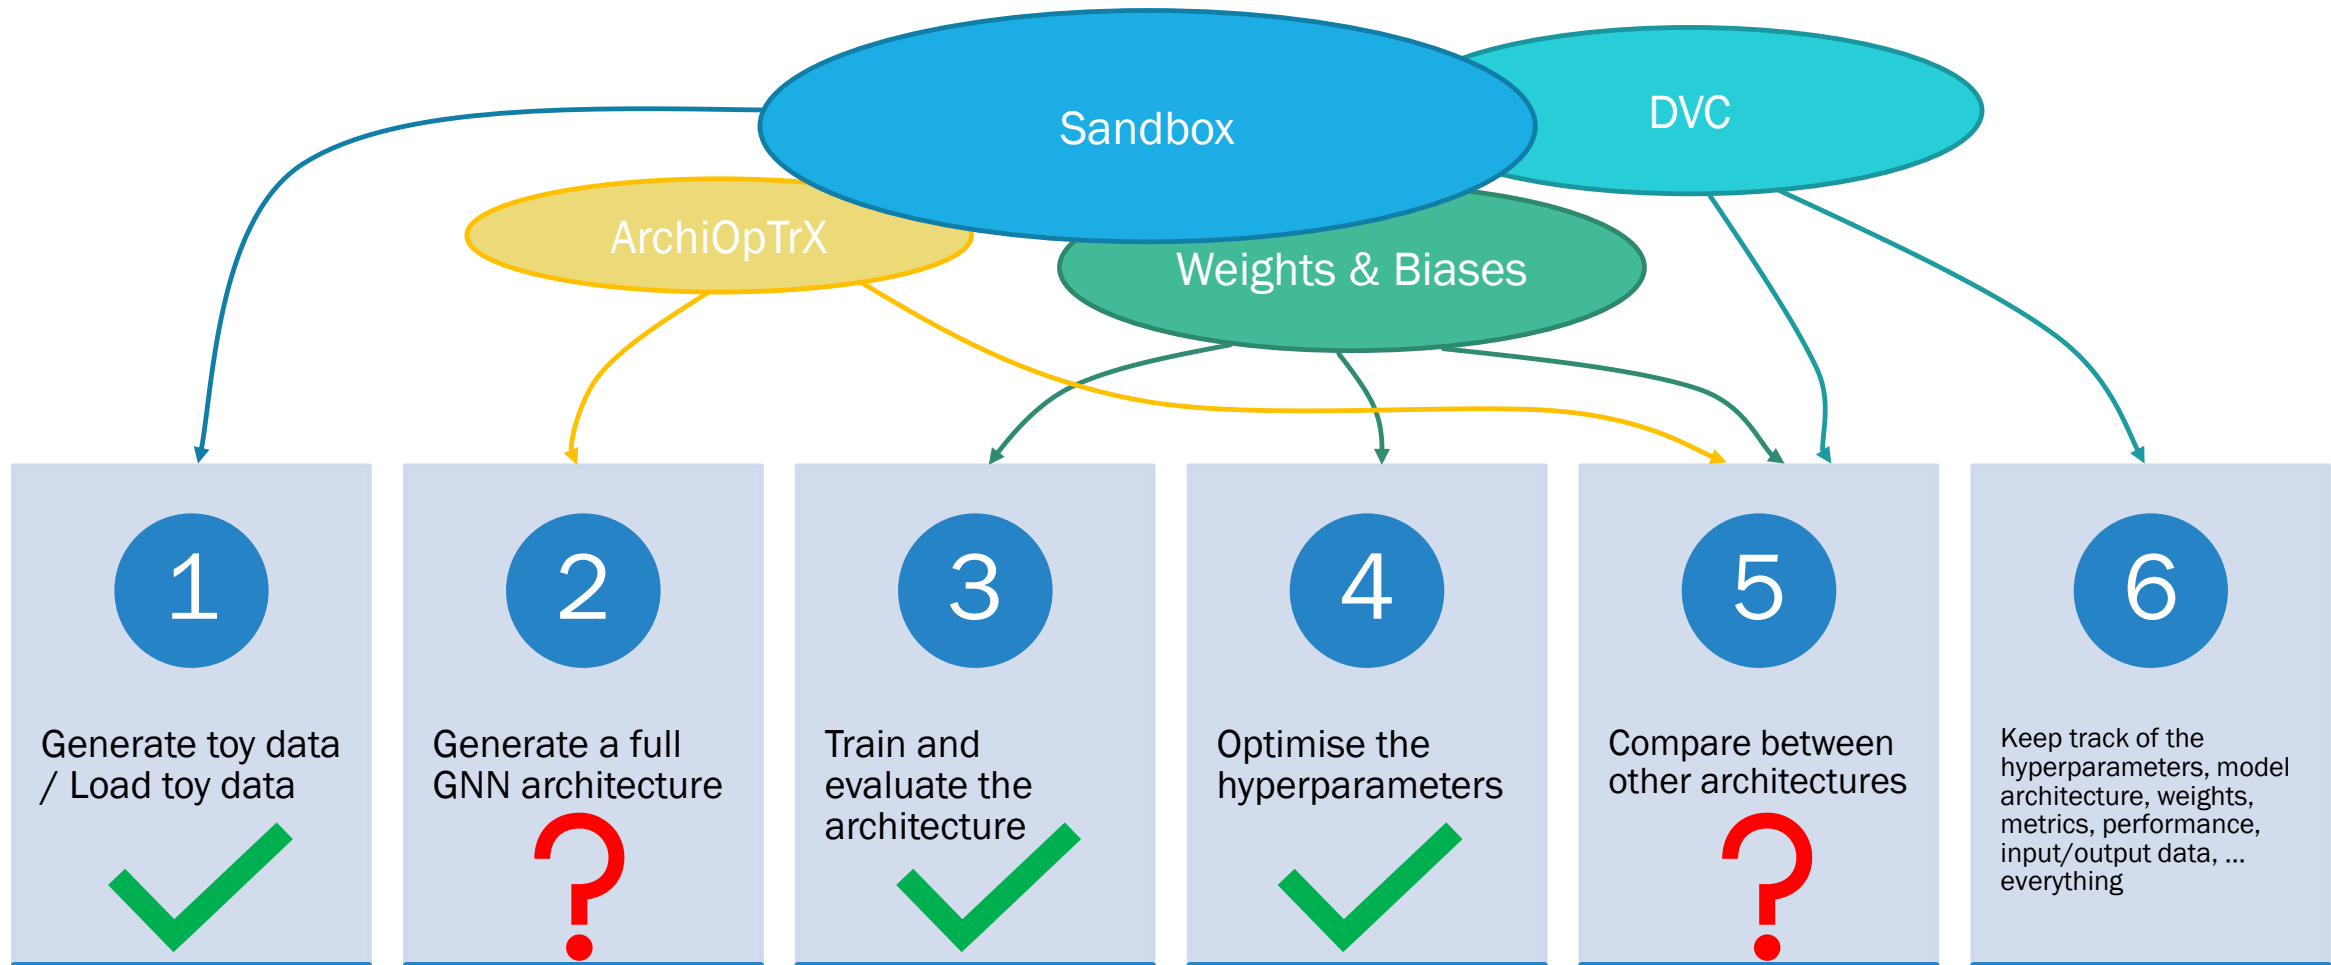 Sandbox
DVC
ArchiOpTrX
Weights & Biases
1
Generate toy data
/ Load toy data
2
Generate a full
GNN architecture
3
Train and
evaluate the
architecture
4
Optimise the
hyperparameters
5
Compare between
other architectures
6
Keep track of the
hyperparameters, model
architecture, weights,
metrics, performance,
input/output data, ...
everything